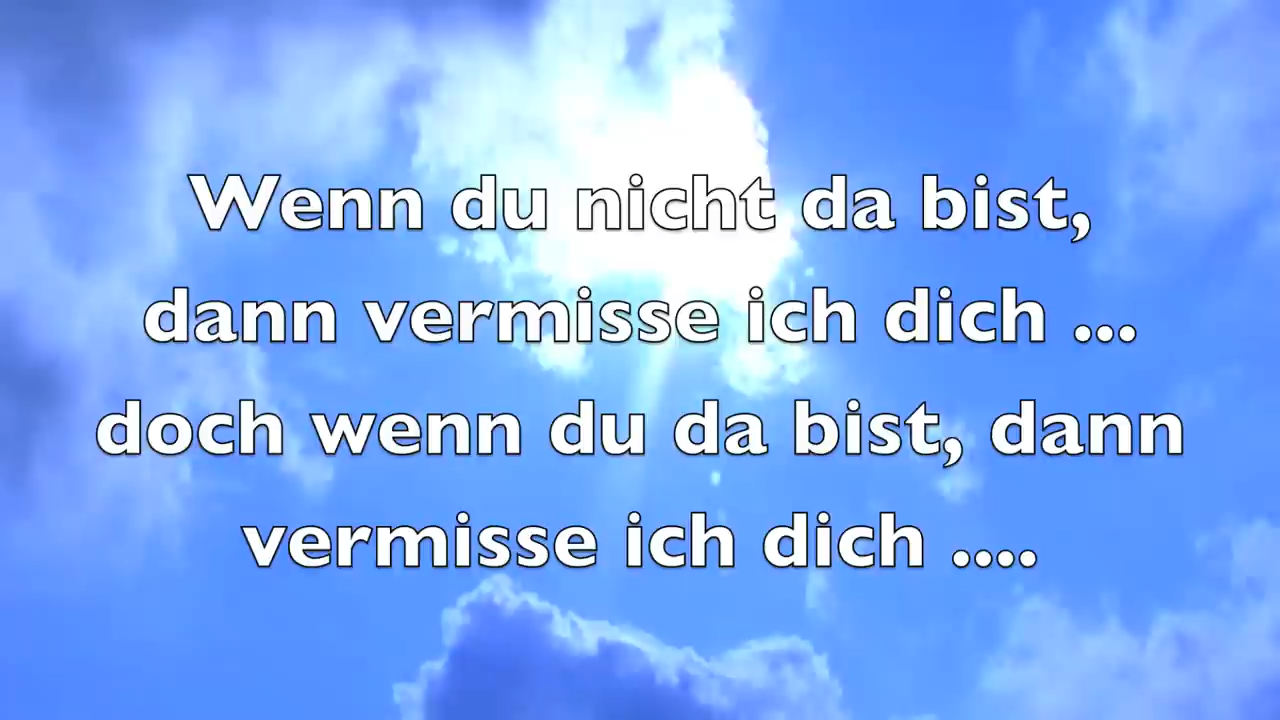 Wenn du nicht da bist,
dann vermisse ich dich ...
doch wenn du da bist, dann
vermisse ich dich ....